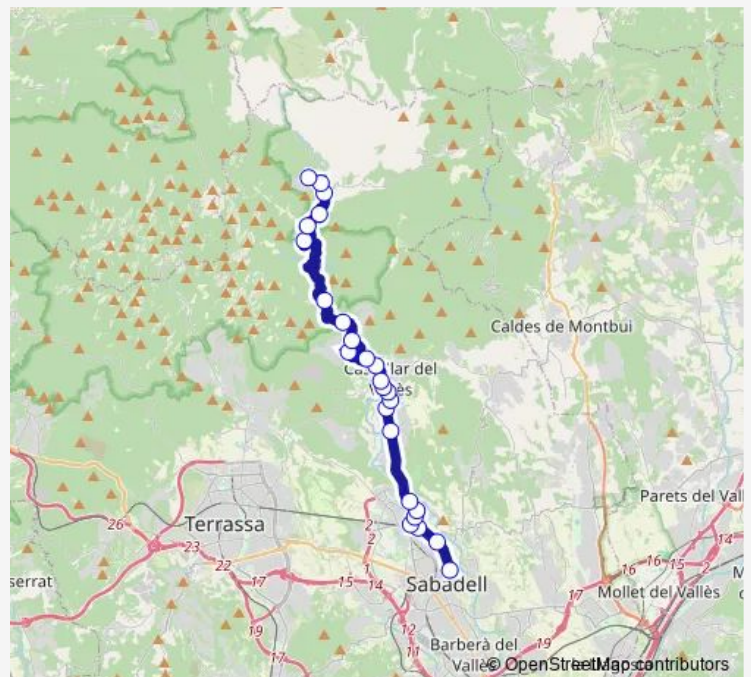 Caldes de Montbui
Castellar del
Vallès
Parets del Vall
26
Terrassa
2
2
23
22
1
17
15
14
16
16
15
2
serrat
Sabadell
17
Mollet del Vallès
19
12
11
Barberà del
Vallès
19
17
© OpenStreetMap contributors